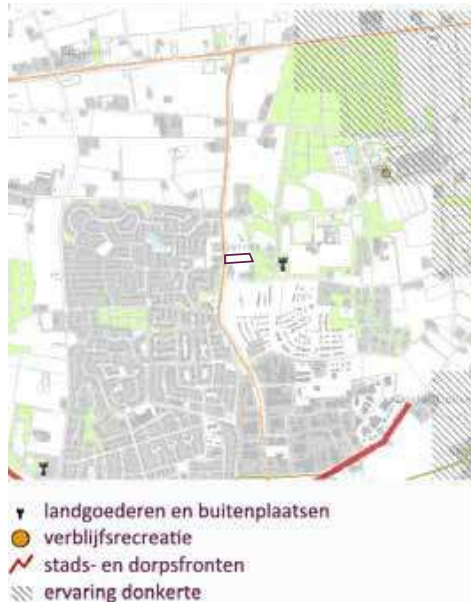 landgoederen en buitenplaatsen
verblijfsrecreatie
stads- en dorpsfronten
ervaring donkerte